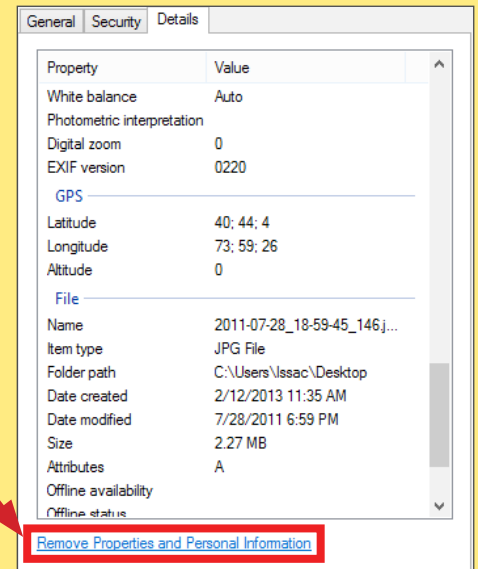 General Security Details
Property Value
White balance Auto
Photometric interpretation
Digital zoom 0
EXIF version 0220
GPS
Latitude 40; 44; 4
Longitude 73; 59; 26
Altitude 0
File
Name 2011-07-28_18-59-45_146.j...
Item type JPG File
Folder path C:\Users\Issac\Desktop
Date created 2/12/2013 11:35 AM
Date modified 7/28/2011 6:59 PM
Size 2.27 MB
Attributes A
Offline availability
Offline status
Remove Properties and Personal Information